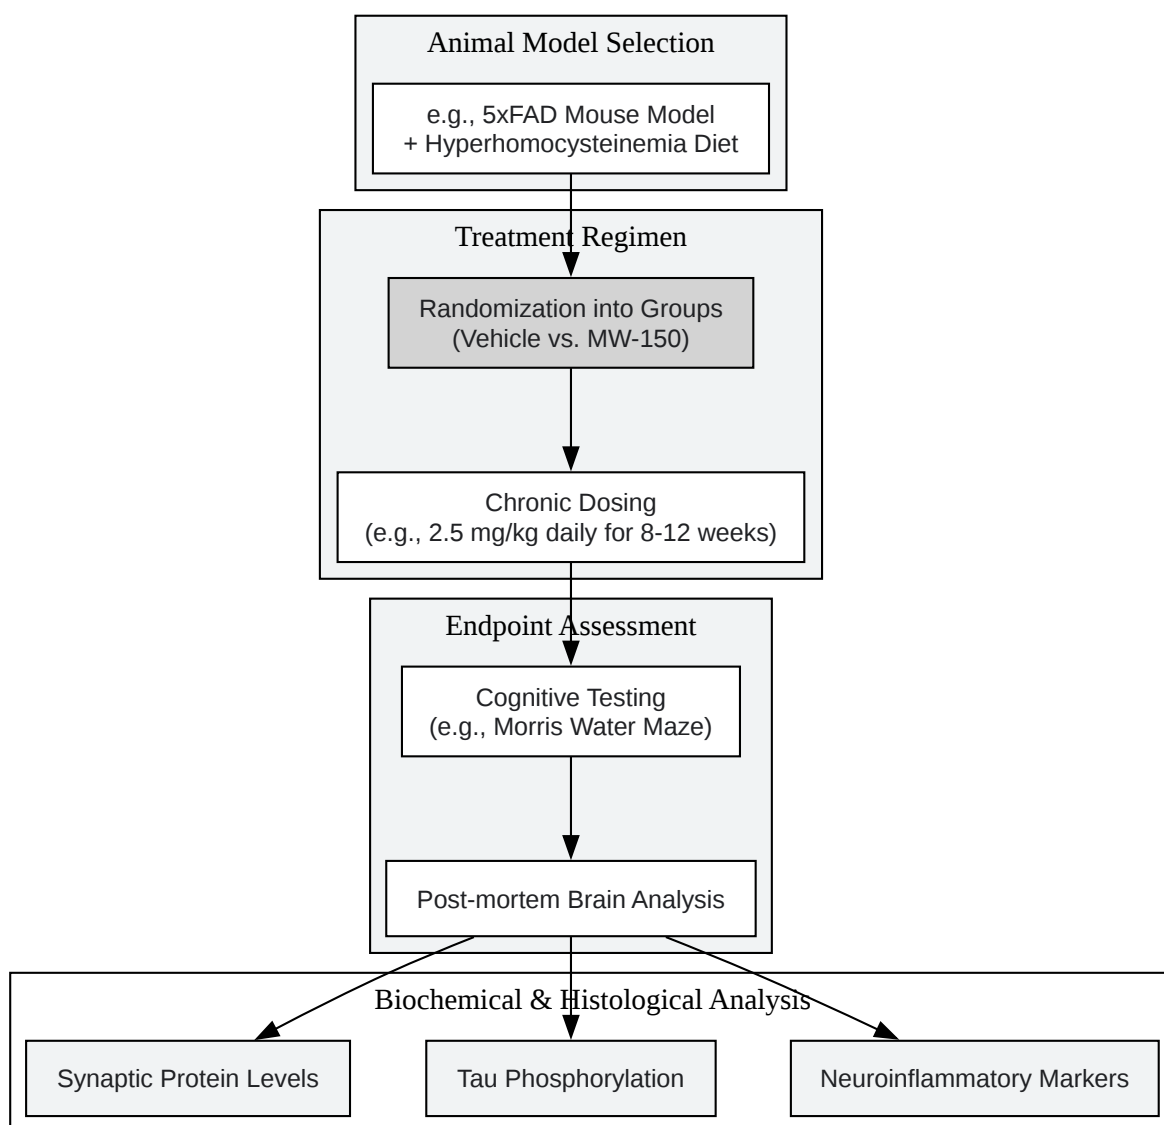 Animal Model Selection
e.g., 5xFAD Mouse Model
+ Hyperhomocysteinemia Diet
Treatment Regimen
Randomization into Groups
(Vehicle vs. MW-150)
Chronic Dosing
(e.g., 2.5 mg/kg daily for 8-12 weeks)
Endpoint Assessment
Cognitive Testing
(e.g., Morris Water Maze)
Post-mortem Brain Analysis
Biochemical & Histological Analysis
Synaptic Protein Levels
Tau Phosphorylation
Neuroinflammatory Markers